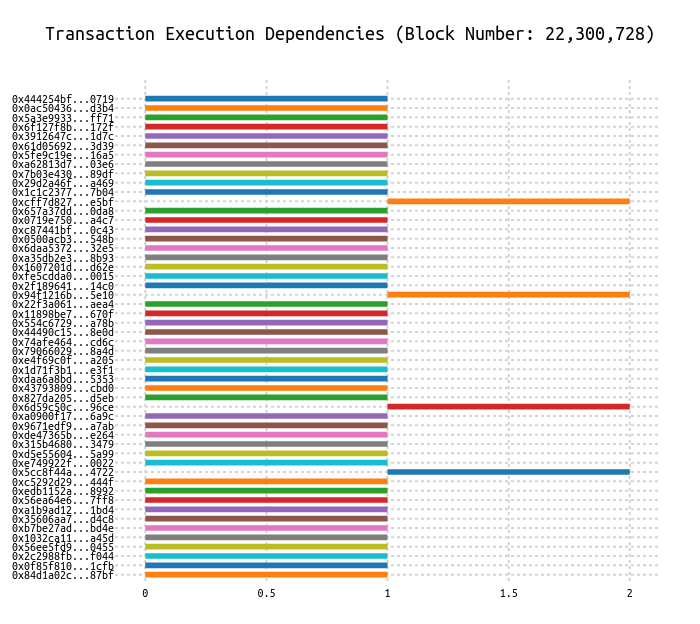 Transaction Execution Dependencies (Block Number: 22,300,728)
0x444254bf...0719
0x0ac50436...d3b4
0x5a3e9933...ff71
0x6f127f8b...172f
0x3912647c...1d7c
0x61d05692...3d39
0x5fe9c19e...16a5
0xa62813d7...03e6
0x7b03e430...89df
0x29d2a46f...a469
0x1c1c2377...7b04
0xcff7d827...e5bf
0x657a37dd...0da8
0x0719e750...a4c7
0xc87441bf...0c43
0x0500acb3...548b
0x6daa5372...32e5
0xa35db2e3...8b93
0x1607201d...d62e
0xfe5cdda0...0015
0x2f189641...14c0
0x94f1216b...5e10
0x22f3a061...aea4
0x11898be7...670f
0x554c6729...a78b
0x44490c15...8e0d
0x74afe464...cd6c
0x79066029...8a4d
0xe4f69c0f...a205
0x1d71f3b1...e3f1
0xdaa6a8bd...5353
0x43793809...cbd0
0x827da205...d5eb
0x6d59c50c...96ce
0xa0900f17...6a9c
0x9671edf9...a7ab
0xde47365b...e264
0x315b4680...3479
0xd5e55604...5a99
0xe749922f...0022
0x5cc8f44a...4722
0xc5292d29...444f
0xedb1152a...8992
0x56ea64e6...7ff8
0xa1b9ad12...1bd4
0x35606aa7...d4c8
0xb7be27ad...bd4e
0x1032ca11...a45d
0x56ee5fd9...0455
0x2c2988fb...f044
0x0f85f810...1cfb
0x84d1a02c...87bf
0 0.5 1 1.5 2